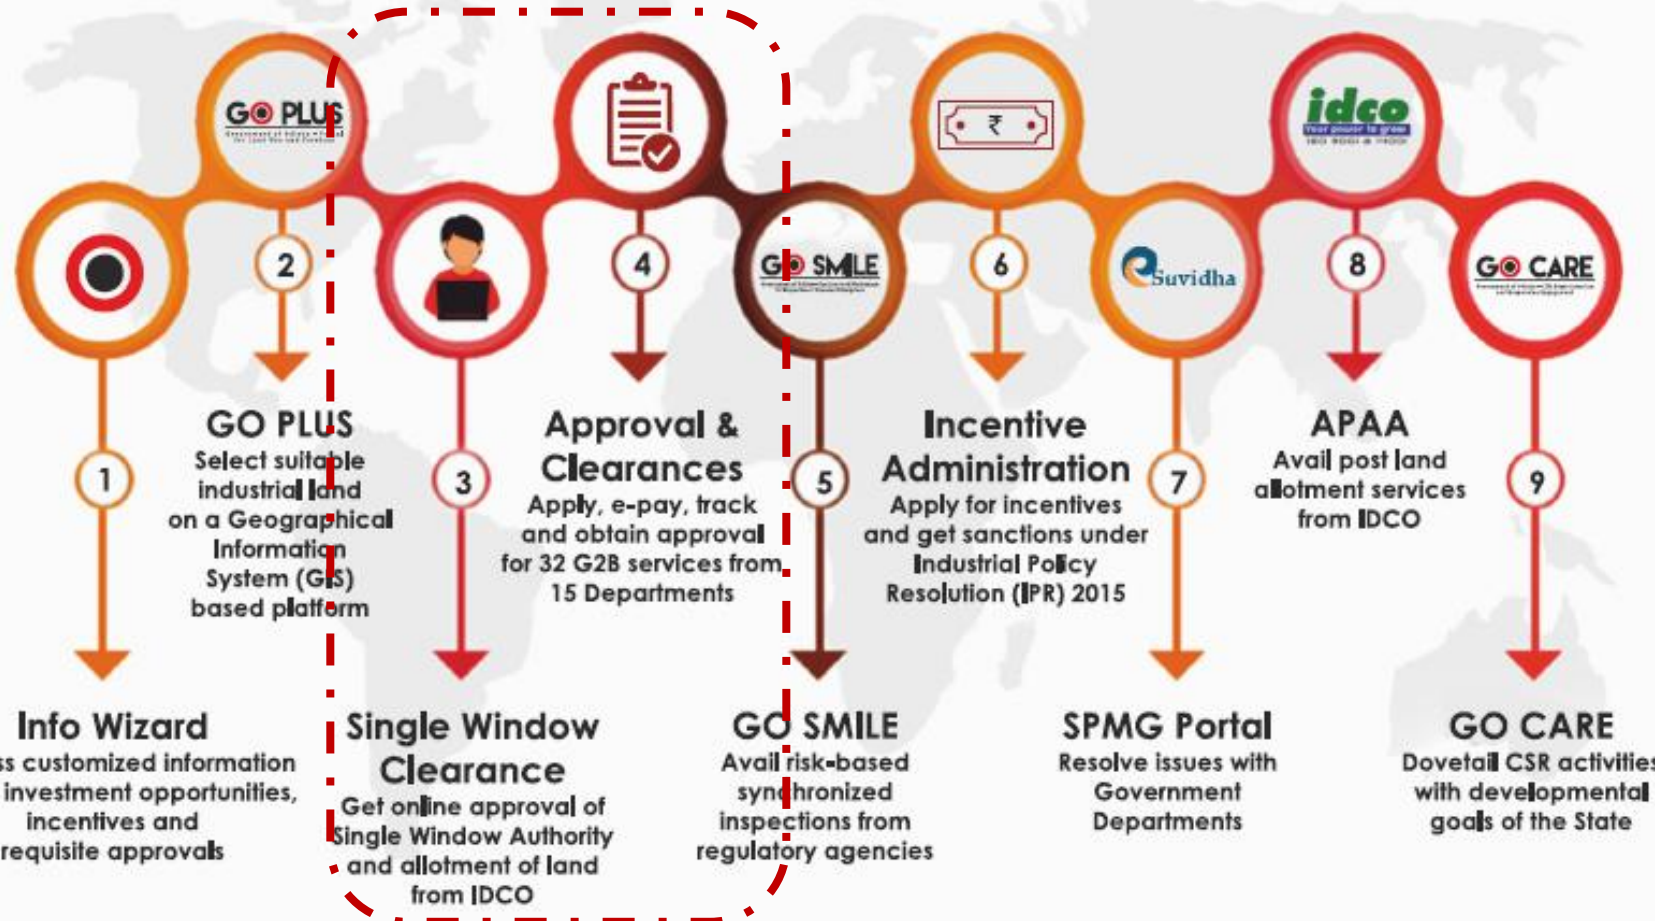 GO PLUS
2
1
GO PLUS
Select suitable
industrial land
on a Geographical
Information
System (GIS)
based platform
Info Wizard
ss customized information
investment opportunities,
incentives and
requisite approvals
3
Single Window
Clearance
Get online approval of
Single Window Authority
and allotment of land
from IDCO
4
Approval &
Clearances
Apply, e-pay, track
and obtain approval
for 32 G2B services from
15 Departments
GO SMILE
5
GO SMILE
Avail risk-based
synchronized
inspections from
regulatory agencies
₹
6
Incentive
Administration
Apply for incentives
and get sanctions under
Industrial Policy
Resolution (IPR) 2015
eSuvidha
7
SPMG Portal
Resolve issues with
Government
Departments
idco
Your power to grow
8
APAA
Avail post land
allotment services
from IDCO
GO CARE
9
GO CARE
Dovetail CSR activities
with developmental
goals of the State